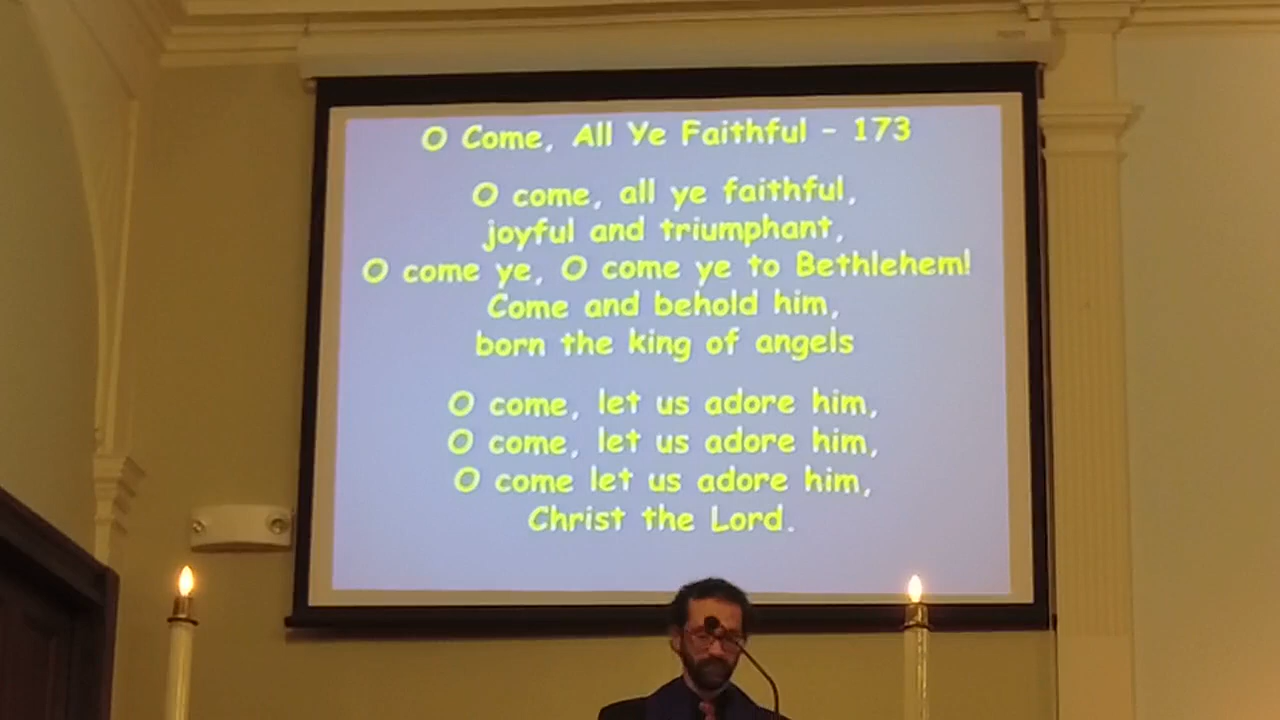 O Come, All Ye Faithful - 173
O come, all ye faithful,
joyful and triumphant,
O come ye, O come ye to Bethlehem!
Come and behold him,
born the king of angels
O come, let us adore him,
O come, let us adore him,
O come let us adore him,
Christ the Lord.